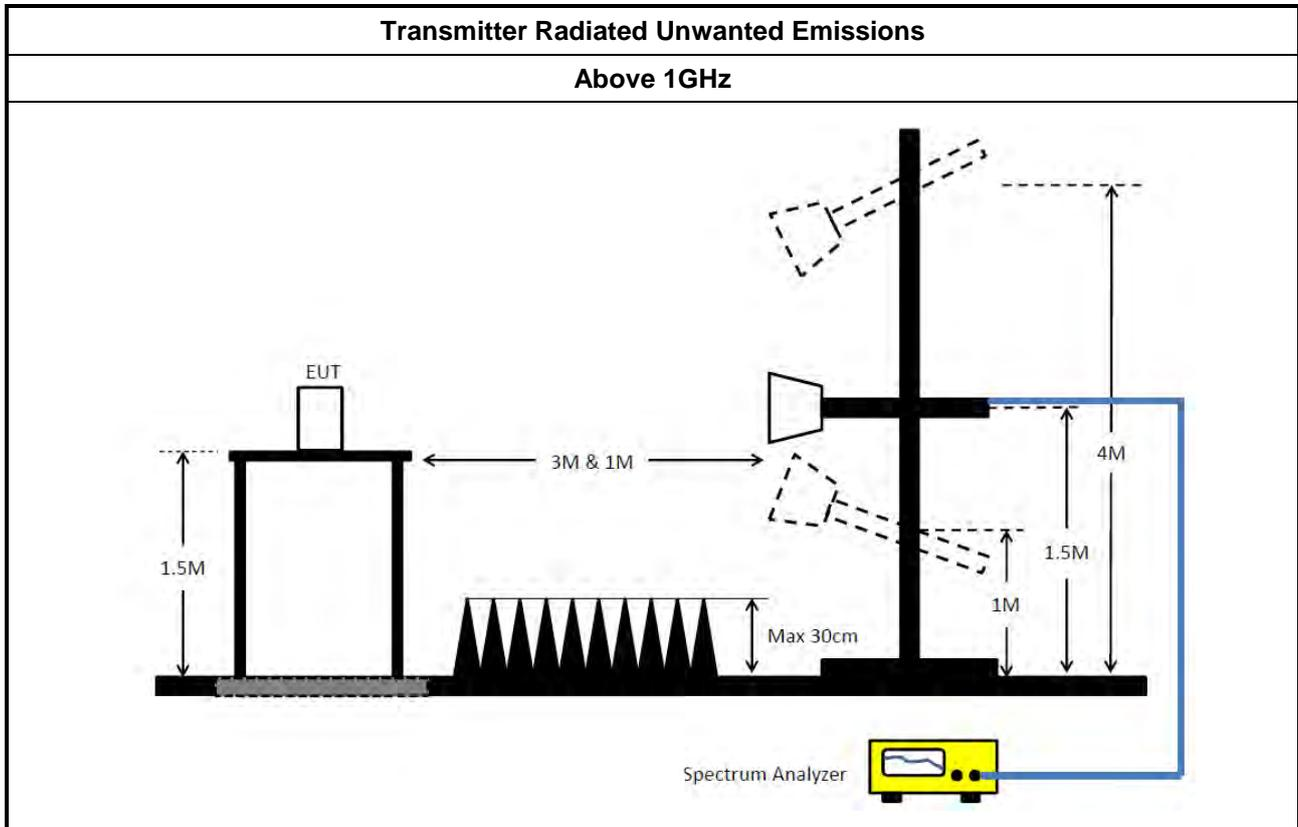 Transmitter Radiated Unwanted Emissions
Above 1GHz
EUT
3M & 1M
4M
1.5M
1.5M
1M
Max 30cm
Spectrum Analyzer